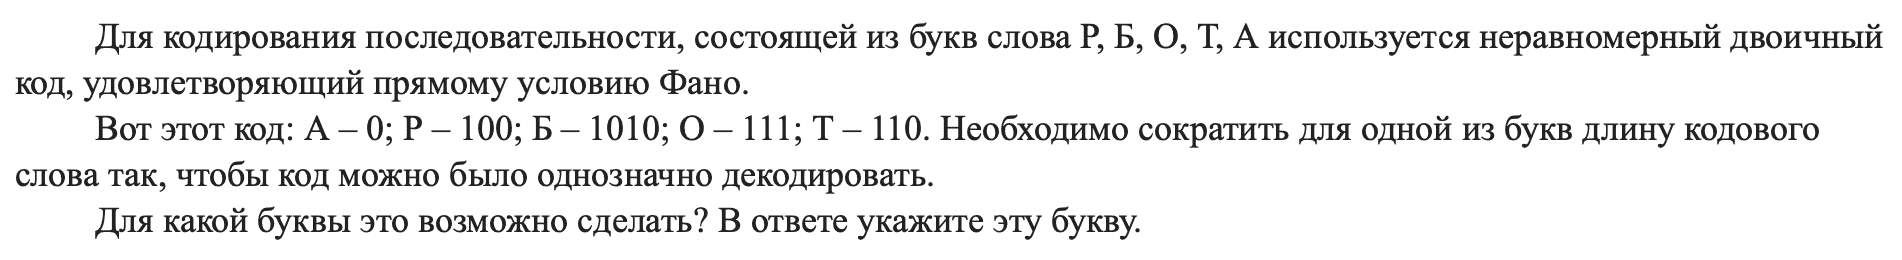 Для кодирования последовательности, состоящей из букв слова Р, Б, О, Т, А используется неравномерный двоичный
код, удовлетворяющий прямому условию Фано.
Вот этот код: А – 0; Р – 100; Б – 1010; О – 111; Т – 110. Необходимо сократить для одной из букв длину кодового
слова так, чтобы код можно было однозначно декодировать.
Для какой буквы это возможно сделать? В ответе укажите эту букву.